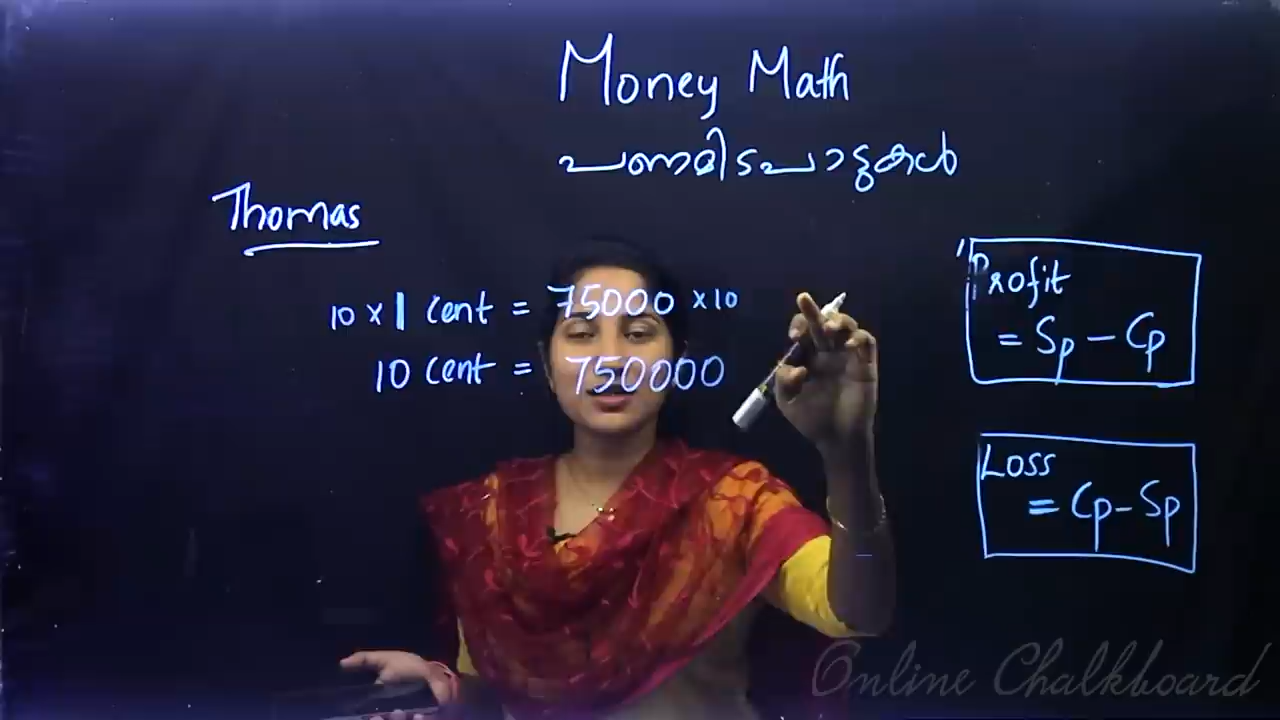 Money Math
പണമിടപാടുകൾ
Thomas
10 x 1 cent = 75000 x10
10 cent = 750000
Profit
= Sp - Cp
Loss
= Cp - Sp
Online Chalkboard